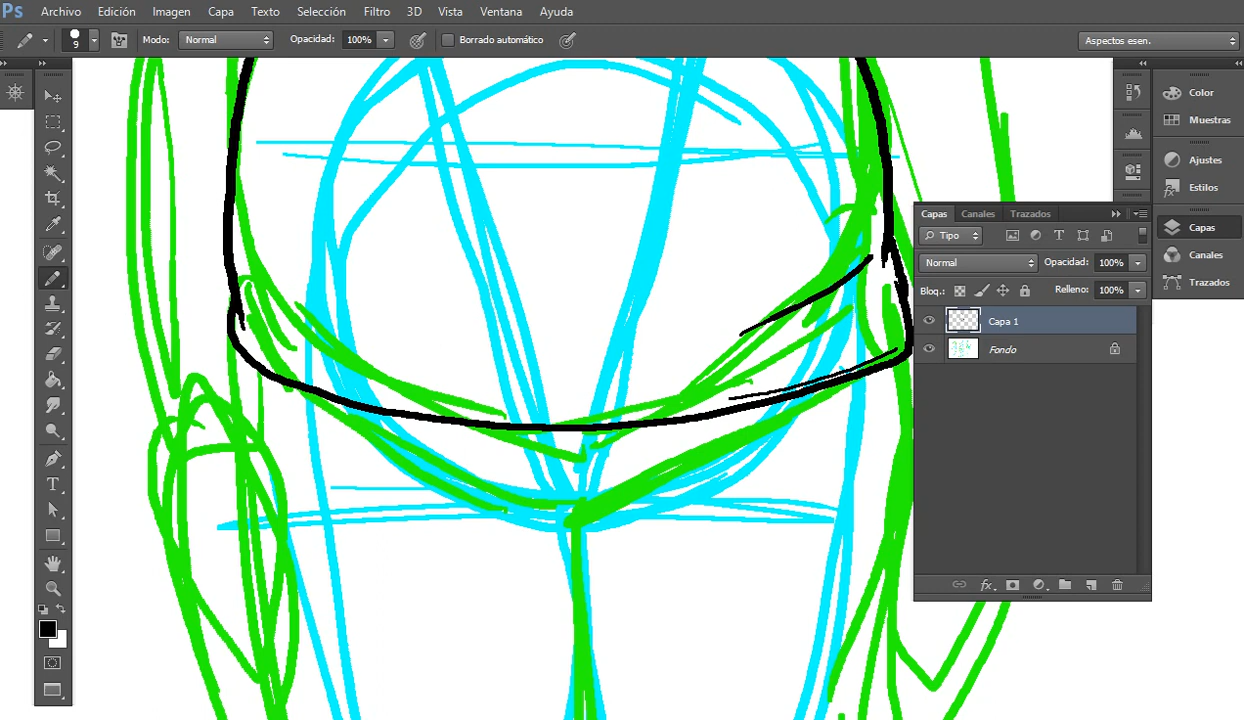 Ps Archivo Edición Imagen Capa Texto Selección Filtro 3D Vista Ventana Ayuda
9 Modo: Normal Opacidad: 100% Borrado automático Aspectos esen.
Color
Muestras
Ajustes
Estilos
Capas
Canales
Trazados
Capas Canales Trazados
Tipo
Normal Opacidad: 100%
Bloq.: Relleno: 100%
Capa 1
Fondo
fx